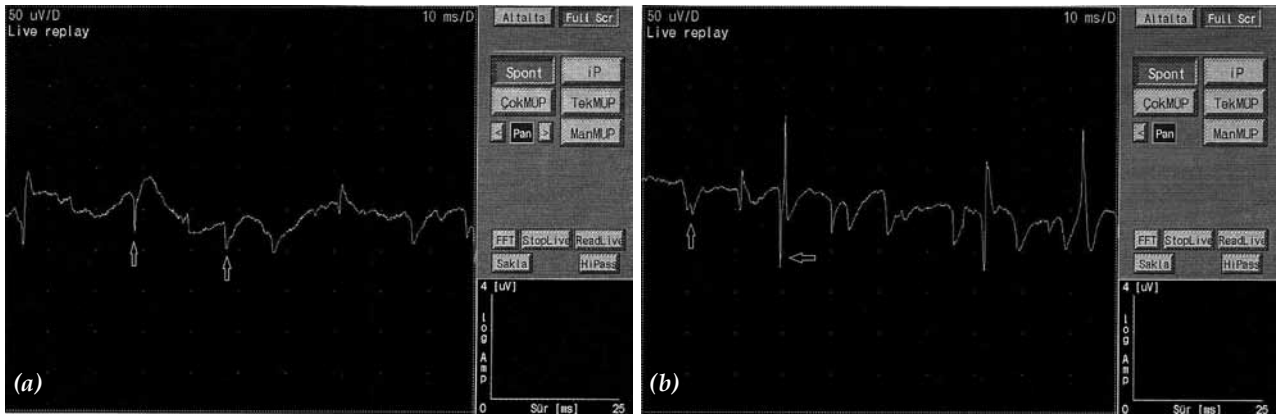 50 uV/D 10 ms/D
Live replay
Altalta Full Scr
Spont iP
ÇokMUP TekMUP
< Pan > ManMUP
FFT StopLive ReadLive
Sakla HiPass
4 [uV]
log Amp
0 Sür [ms] 25
(a)
50 uV/D 10 ms/D
Live replay
Altalta Full Scr
Spont iP
ÇokMUP TekMUP
< Pan ManMUP
FFT StopLive ReadLive
Sakla HiPass
4 [uV]
log Amp
0 Sür [ms] 25
(b)